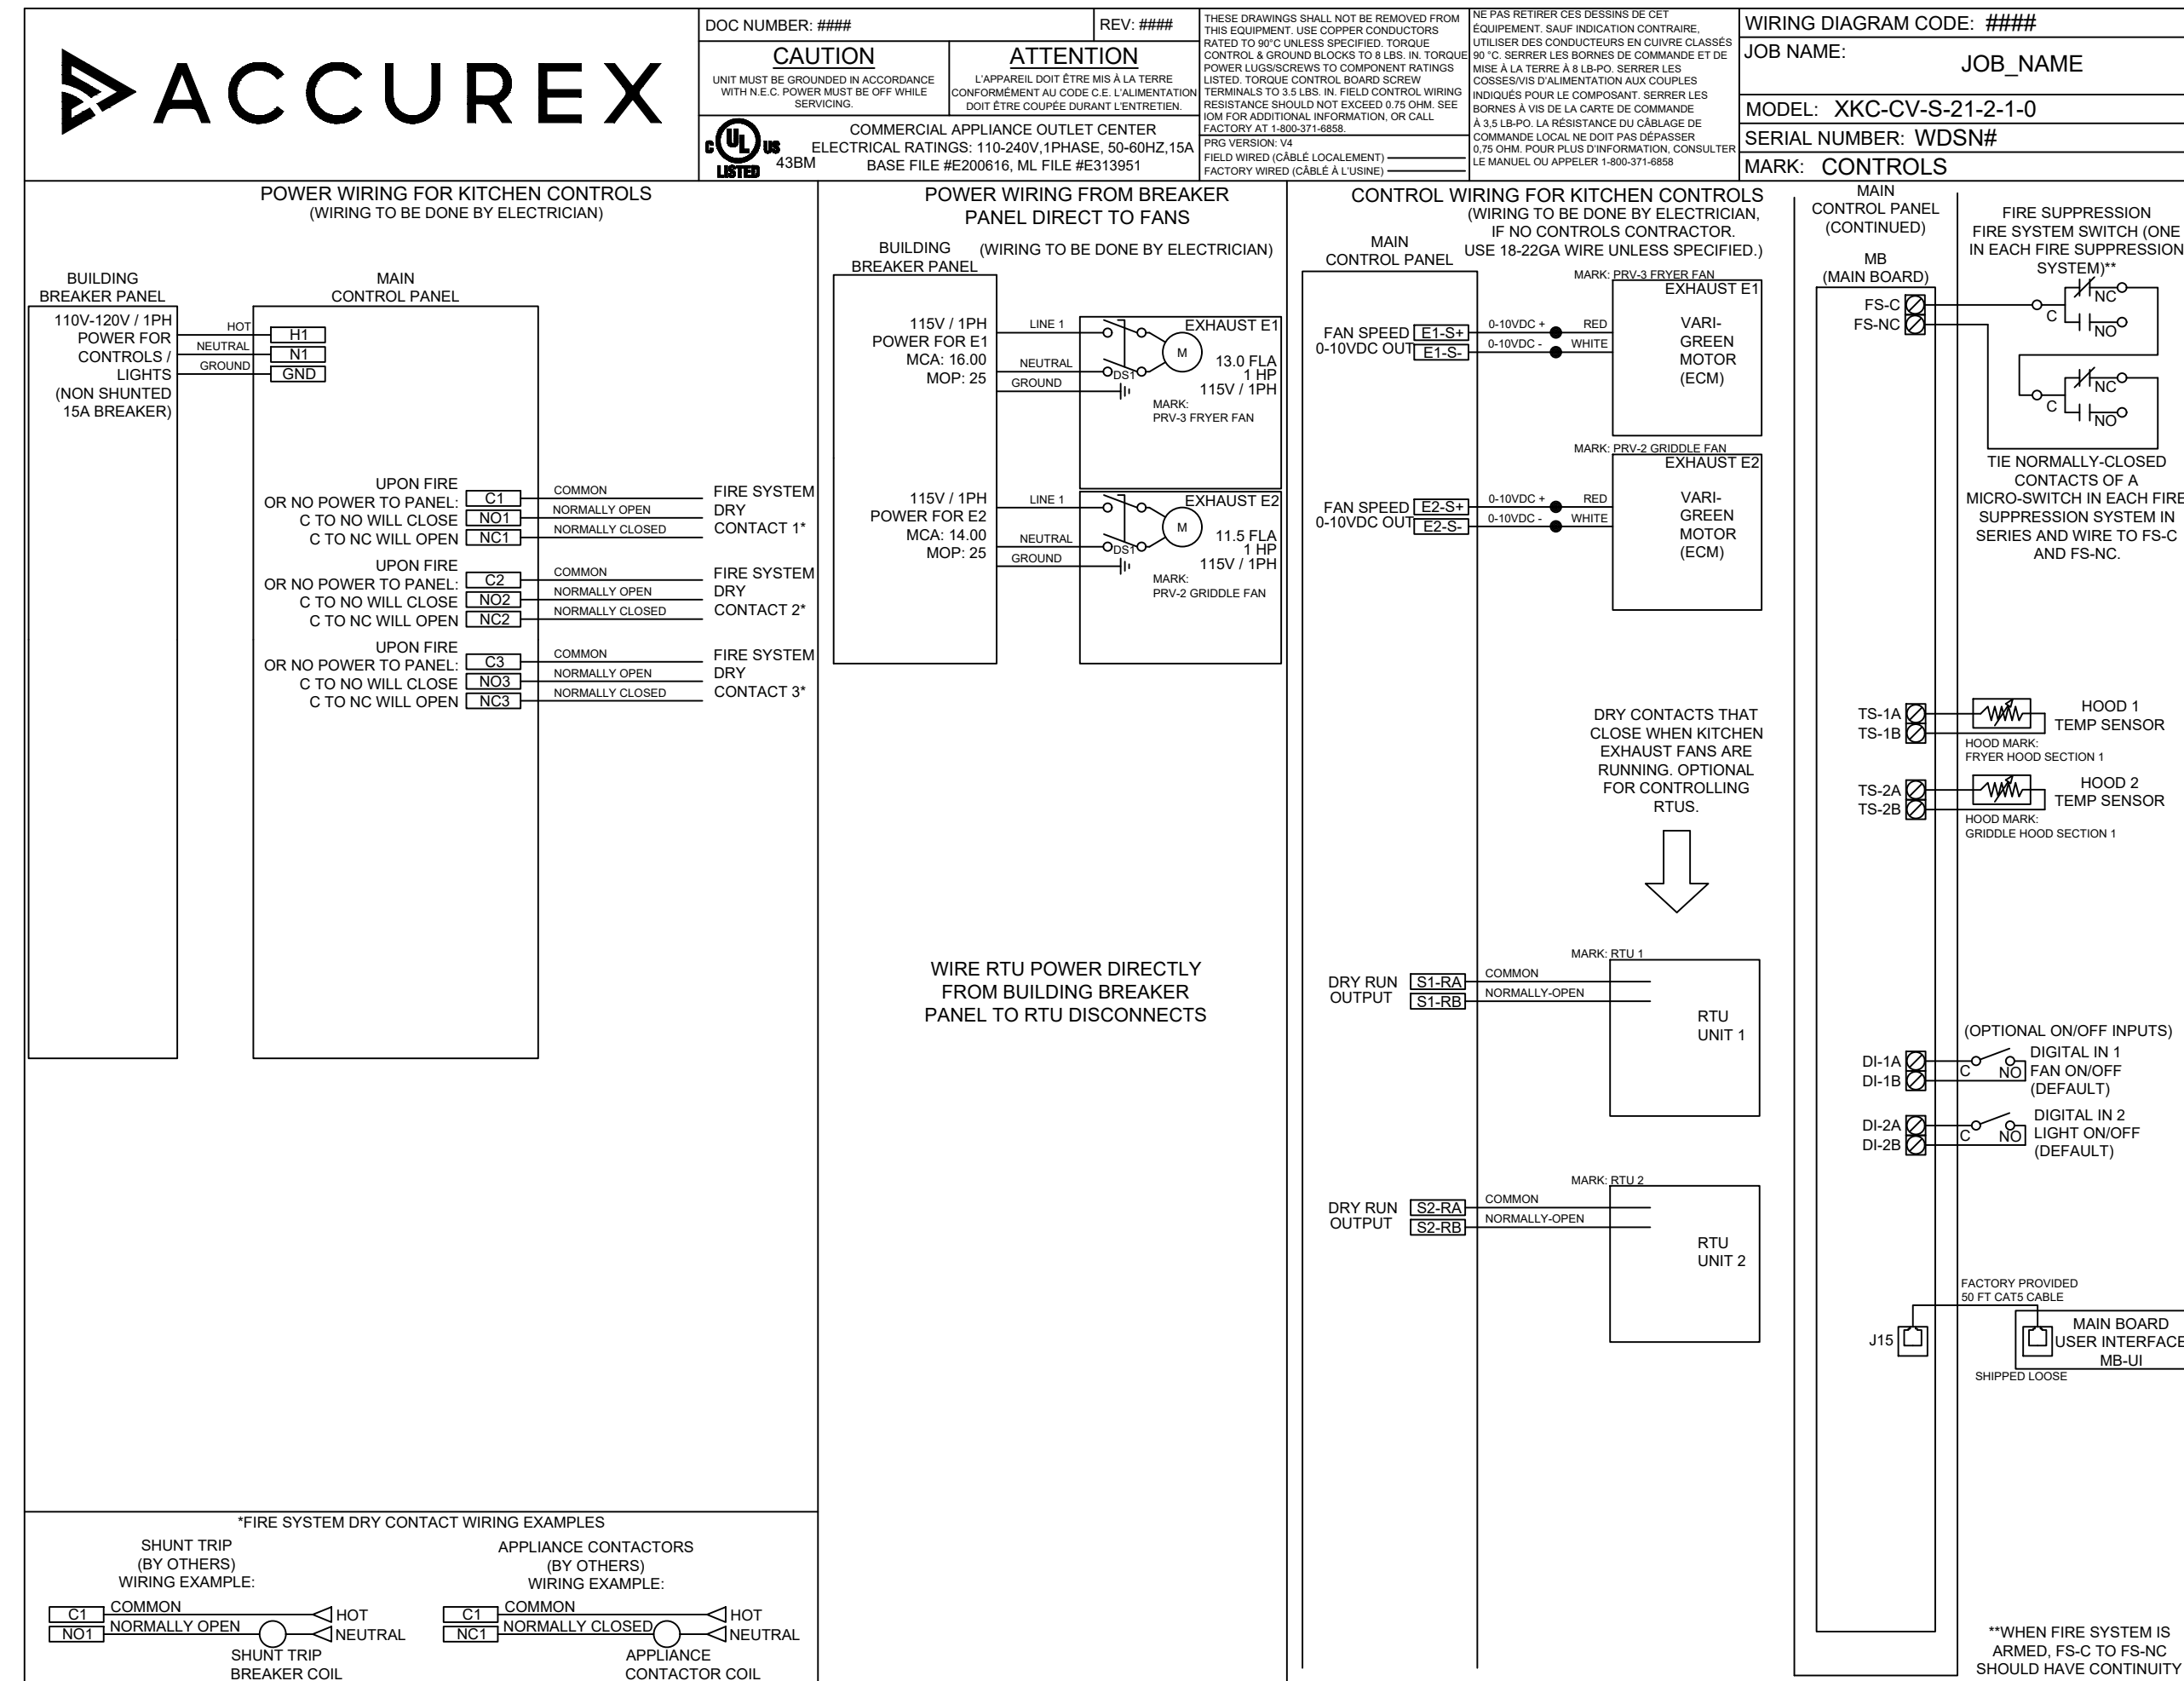 ACCUREX
DOC NUMBER: ####
REV: ####
CAUTION
UNIT MUST BE GROUNDED IN ACCORDANCE
WITH N.E.C. POWER MUST BE OFF WHILE
SERVICING.
ATTENTION
L'APPAREIL DOIT ÊTRE MIS À LA TERRE
CONFORMÉMENT AU CODE C.E. L'ALIMENTATION
DOIT ÊTRE COUPÉE DURANT L'ENTRETIEN.
C UL US
LISTED
43BM
COMMERCIAL APPLIANCE OUTLET CENTER
ELECTRICAL RATINGS: 110-240V,1PHASE, 50-60HZ,15A
BASE FILE #E200616, ML FILE #E313951
THESE DRAWINGS SHALL NOT BE REMOVED FROM
THIS EQUIPMENT. USE COPPER CONDUCTORS
RATED TO 90°C UNLESS SPECIFIED. TORQUE
CONTROL & GROUND BLOCKS TO 8 LBS. IN. TORQUE
POWER LUGS/SCREWS TO COMPONENT RATINGS
LISTED. TORQUE CONTROL BOARD SCREW
TERMINALS TO 3.5 LBS. IN. FIELD CONTROL WIRING
RESISTANCE SHOULD NOT EXCEED 0.75 OHM. SEE
IOM FOR ADDITIONAL INFORMATION, OR CALL
FACTORY AT 1-800-371-6858.
PRG VERSION: V4
FIELD WIRED (CÂBLÉ LOCALEMENT)
FACTORY WIRED (CÂBLÉ À L'USINE)
NE PAS RETIRER CES DESSINS DE CET
ÉQUIPEMENT. SAUF INDICATION CONTRAIRE,
UTILISER DES CONDUCTEURS EN CUIVRE CLASSÉS
90 °C. SERRER LES BORNES DE COMMANDE ET DE
MISE À LA TERRE À 8 LB-PO. SERRER LES
COSSES/VIS D'ALIMENTATION AUX COUPLES
INDIQUÉS POUR LE COMPOSANT. SERRER LES
BORNES À VIS DE LA CARTE DE COMMANDE
À 3,5 LB-PO. LA RÉSISTANCE DU CÂBLAGE DE
COMMANDE LOCAL NE DOIT PAS DÉPASSER
0,75 OHM. POUR PLUS D'INFORMATION, CONSULTER
LE MANUEL OU APPELER 1-800-371-6858
WIRING DIAGRAM CODE: ####
JOB NAME:
JOB_NAME
MODEL: XKC-CV-S-21-2-1-0
SERIAL NUMBER: WDSN#
MARK: CONTROLS
POWER WIRING FOR KITCHEN CONTROLS
(WIRING TO BE DONE BY ELECTRICIAN)
BUILDING
BREAKER PANEL
MAIN
CONTROL PANEL
110V-120V / 1PH
POWER FOR
CONTROLS /
LIGHTS
(NON SHUNTED
15A BREAKER)
HOT
NEUTRAL
GROUND
H1
N1
GND
UPON FIRE
OR NO POWER TO PANEL:
C TO NO WILL CLOSE
C TO NC WILL OPEN
C1
NO1
NC1
COMMON
NORMALLY OPEN
NORMALLY CLOSED
FIRE SYSTEM
DRY
CONTACT 1*
UPON FIRE
OR NO POWER TO PANEL:
C TO NO WILL CLOSE
C TO NC WILL OPEN
C2
NO2
NC2
COMMON
NORMALLY OPEN
NORMALLY CLOSED
FIRE SYSTEM
DRY
CONTACT 2*
UPON FIRE
OR NO POWER TO PANEL:
C TO NO WILL CLOSE
C TO NC WILL OPEN
C3
NO3
NC3
COMMON
NORMALLY OPEN
NORMALLY CLOSED
FIRE SYSTEM
DRY
CONTACT 3*
*FIRE SYSTEM DRY CONTACT WIRING EXAMPLES
SHUNT TRIP
(BY OTHERS)
WIRING EXAMPLE:
C1
NO1
COMMON
NORMALLY OPEN
HOT
NEUTRAL
SHUNT TRIP
BREAKER COIL
APPLIANCE CONTACTORS
(BY OTHERS)
WIRING EXAMPLE:
C1
NC1
COMMON
NORMALLY CLOSED
HOT
NEUTRAL
APPLIANCE
CONTACTOR COIL
POWER WIRING FROM BREAKER
PANEL DIRECT TO FANS
(WIRING TO BE DONE BY ELECTRICIAN)
BUILDING
BREAKER PANEL
115V / 1PH
POWER FOR E1
MCA: 16.00
MOP: 25
LINE 1
NEUTRAL
GROUND
DS1
M
EXHAUST E1
13.0 FLA
1 HP
115V / 1PH
MARK:
PRV-3 FRYER FAN
115V / 1PH
POWER FOR E2
MCA: 14.00
MOP: 25
LINE 1
NEUTRAL
GROUND
DS1
M
EXHAUST E2
11.5 FLA
1 HP
115V / 1PH
MARK:
PRV-2 GRIDDLE FAN
WIRE RTU POWER DIRECTLY
FROM BUILDING BREAKER
PANEL TO RTU DISCONNECTS
CONTROL WIRING FOR KITCHEN CONTROLS
(WIRING TO BE DONE BY ELECTRICIAN,
IF NO CONTROLS CONTRACTOR.
USE 18-22GA WIRE UNLESS SPECIFIED.)
MAIN
CONTROL PANEL
FAN SPEED
0-10VDC OUT
E1-S+
E1-S-
0-10VDC +
0-10VDC -
RED
WHITE
MARK: PRV-3 FRYER FAN
EXHAUST E1
VARI-
GREEN
MOTOR
(ECM)
FAN SPEED
0-10VDC OUT
E2-S+
E2-S-
0-10VDC +
0-10VDC -
RED
WHITE
MARK: PRV-2 GRIDDLE FAN
EXHAUST E2
VARI-
GREEN
MOTOR
(ECM)
DRY CONTACTS THAT
CLOSE WHEN KITCHEN
EXHAUST FANS ARE
RUNNING. OPTIONAL
FOR CONTROLLING
RTUS.
MARK: RTU 1
DRY RUN
OUTPUT
S1-RA
S1-RB
COMMON
NORMALLY-OPEN
RTU
UNIT 1
MARK: RTU 2
DRY RUN
OUTPUT
S2-RA
S2-RB
COMMON
NORMALLY-OPEN
RTU
UNIT 2
MAIN
CONTROL PANEL
(CONTINUED)
MB
(MAIN BOARD)
FS-C
FS-NC
FIRE SUPPRESSION
FIRE SYSTEM SWITCH (ONE
IN EACH FIRE SUPPRESSION
SYSTEM)**
NC
C
NO
NC
C
NO
TIE NORMALLY-CLOSED
CONTACTS OF A
MICRO-SWITCH IN EACH FIRE
SUPPRESSION SYSTEM IN
SERIES AND WIRE TO FS-C
AND FS-NC.
TS-1A
TS-1B
HOOD 1
TEMP SENSOR
HOOD MARK:
FRYER HOOD SECTION 1
TS-2A
TS-2B
HOOD 2
TEMP SENSOR
HOOD MARK:
GRIDDLE HOOD SECTION 1
(OPTIONAL ON/OFF INPUTS)
DI-1A
DI-1B
C
NO
DIGITAL IN 1
FAN ON/OFF
(DEFAULT)
DI-2A
DI-2B
C
NO
DIGITAL IN 2
LIGHT ON/OFF
(DEFAULT)
FACTORY PROVIDED
50 FT CAT5 CABLE
J15
MAIN BOARD
USER INTERFACE
MB-UI
SHIPPED LOOSE
**WHEN FIRE SYSTEM IS
ARMED, FS-C TO FS-NC
SHOULD HAVE CONTINUITY